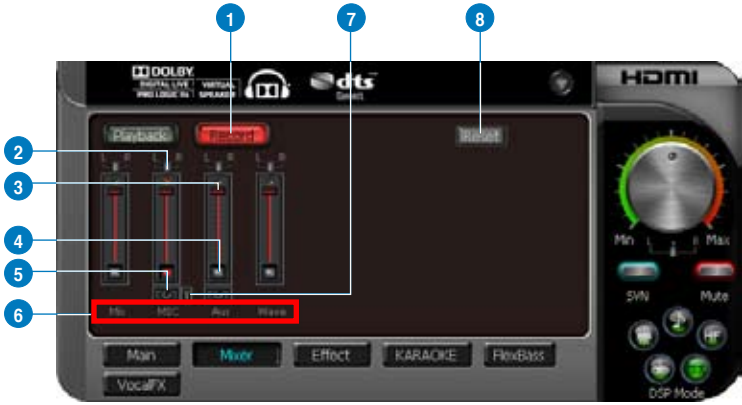 1
7
8
DOLBY
DIGITAL LIVE
PRO LOGIC IIx
VIRTUAL
SPEAKER
dts
HDMI
Playback
Record
Reset
2
L R L R L R L R
3
4
5
6
Mix MIC Aux Wave
Min L R Max
SVN Mute
HF
DSP Mode
Main Mixer Effect KARAOKE FlexBass
VocalFX